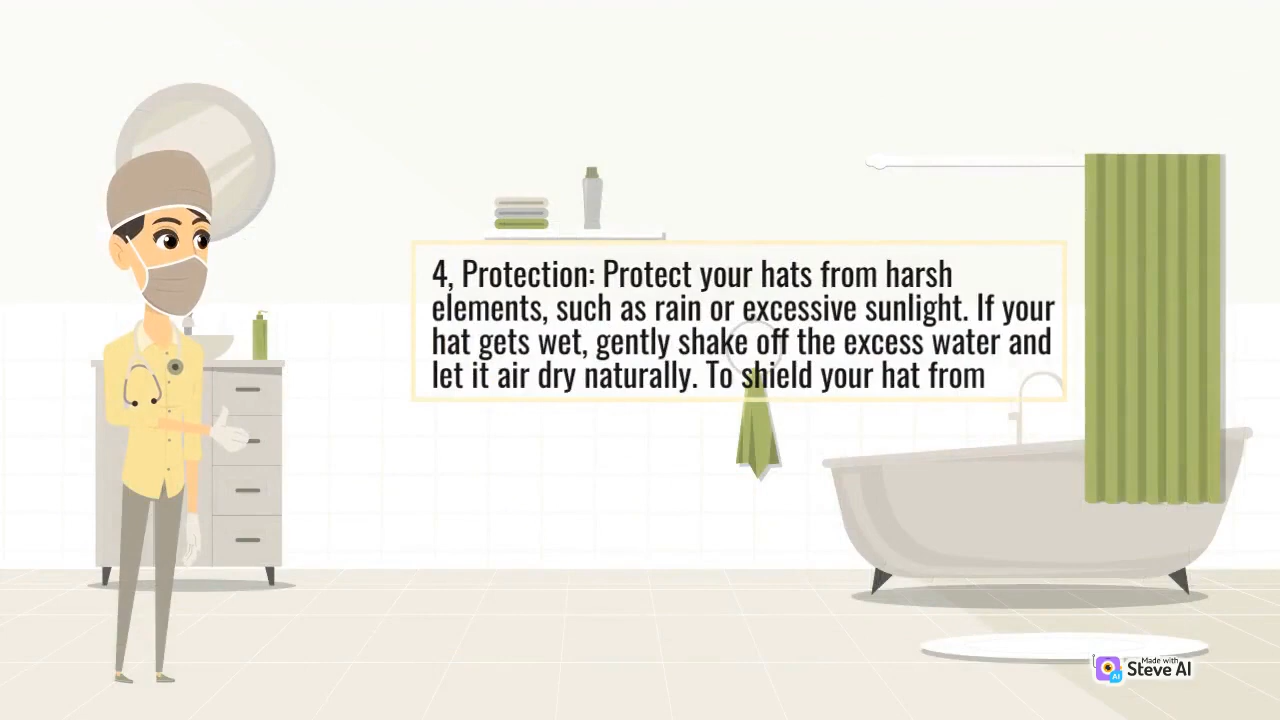 4, Protection: Protect your hats from harsh
elements, such as rain or excessive sunlight. If your
hat gets wet, gently shake off the excess water and
let it air dry naturally. To shield your hat from
Made with
AI Steve AI